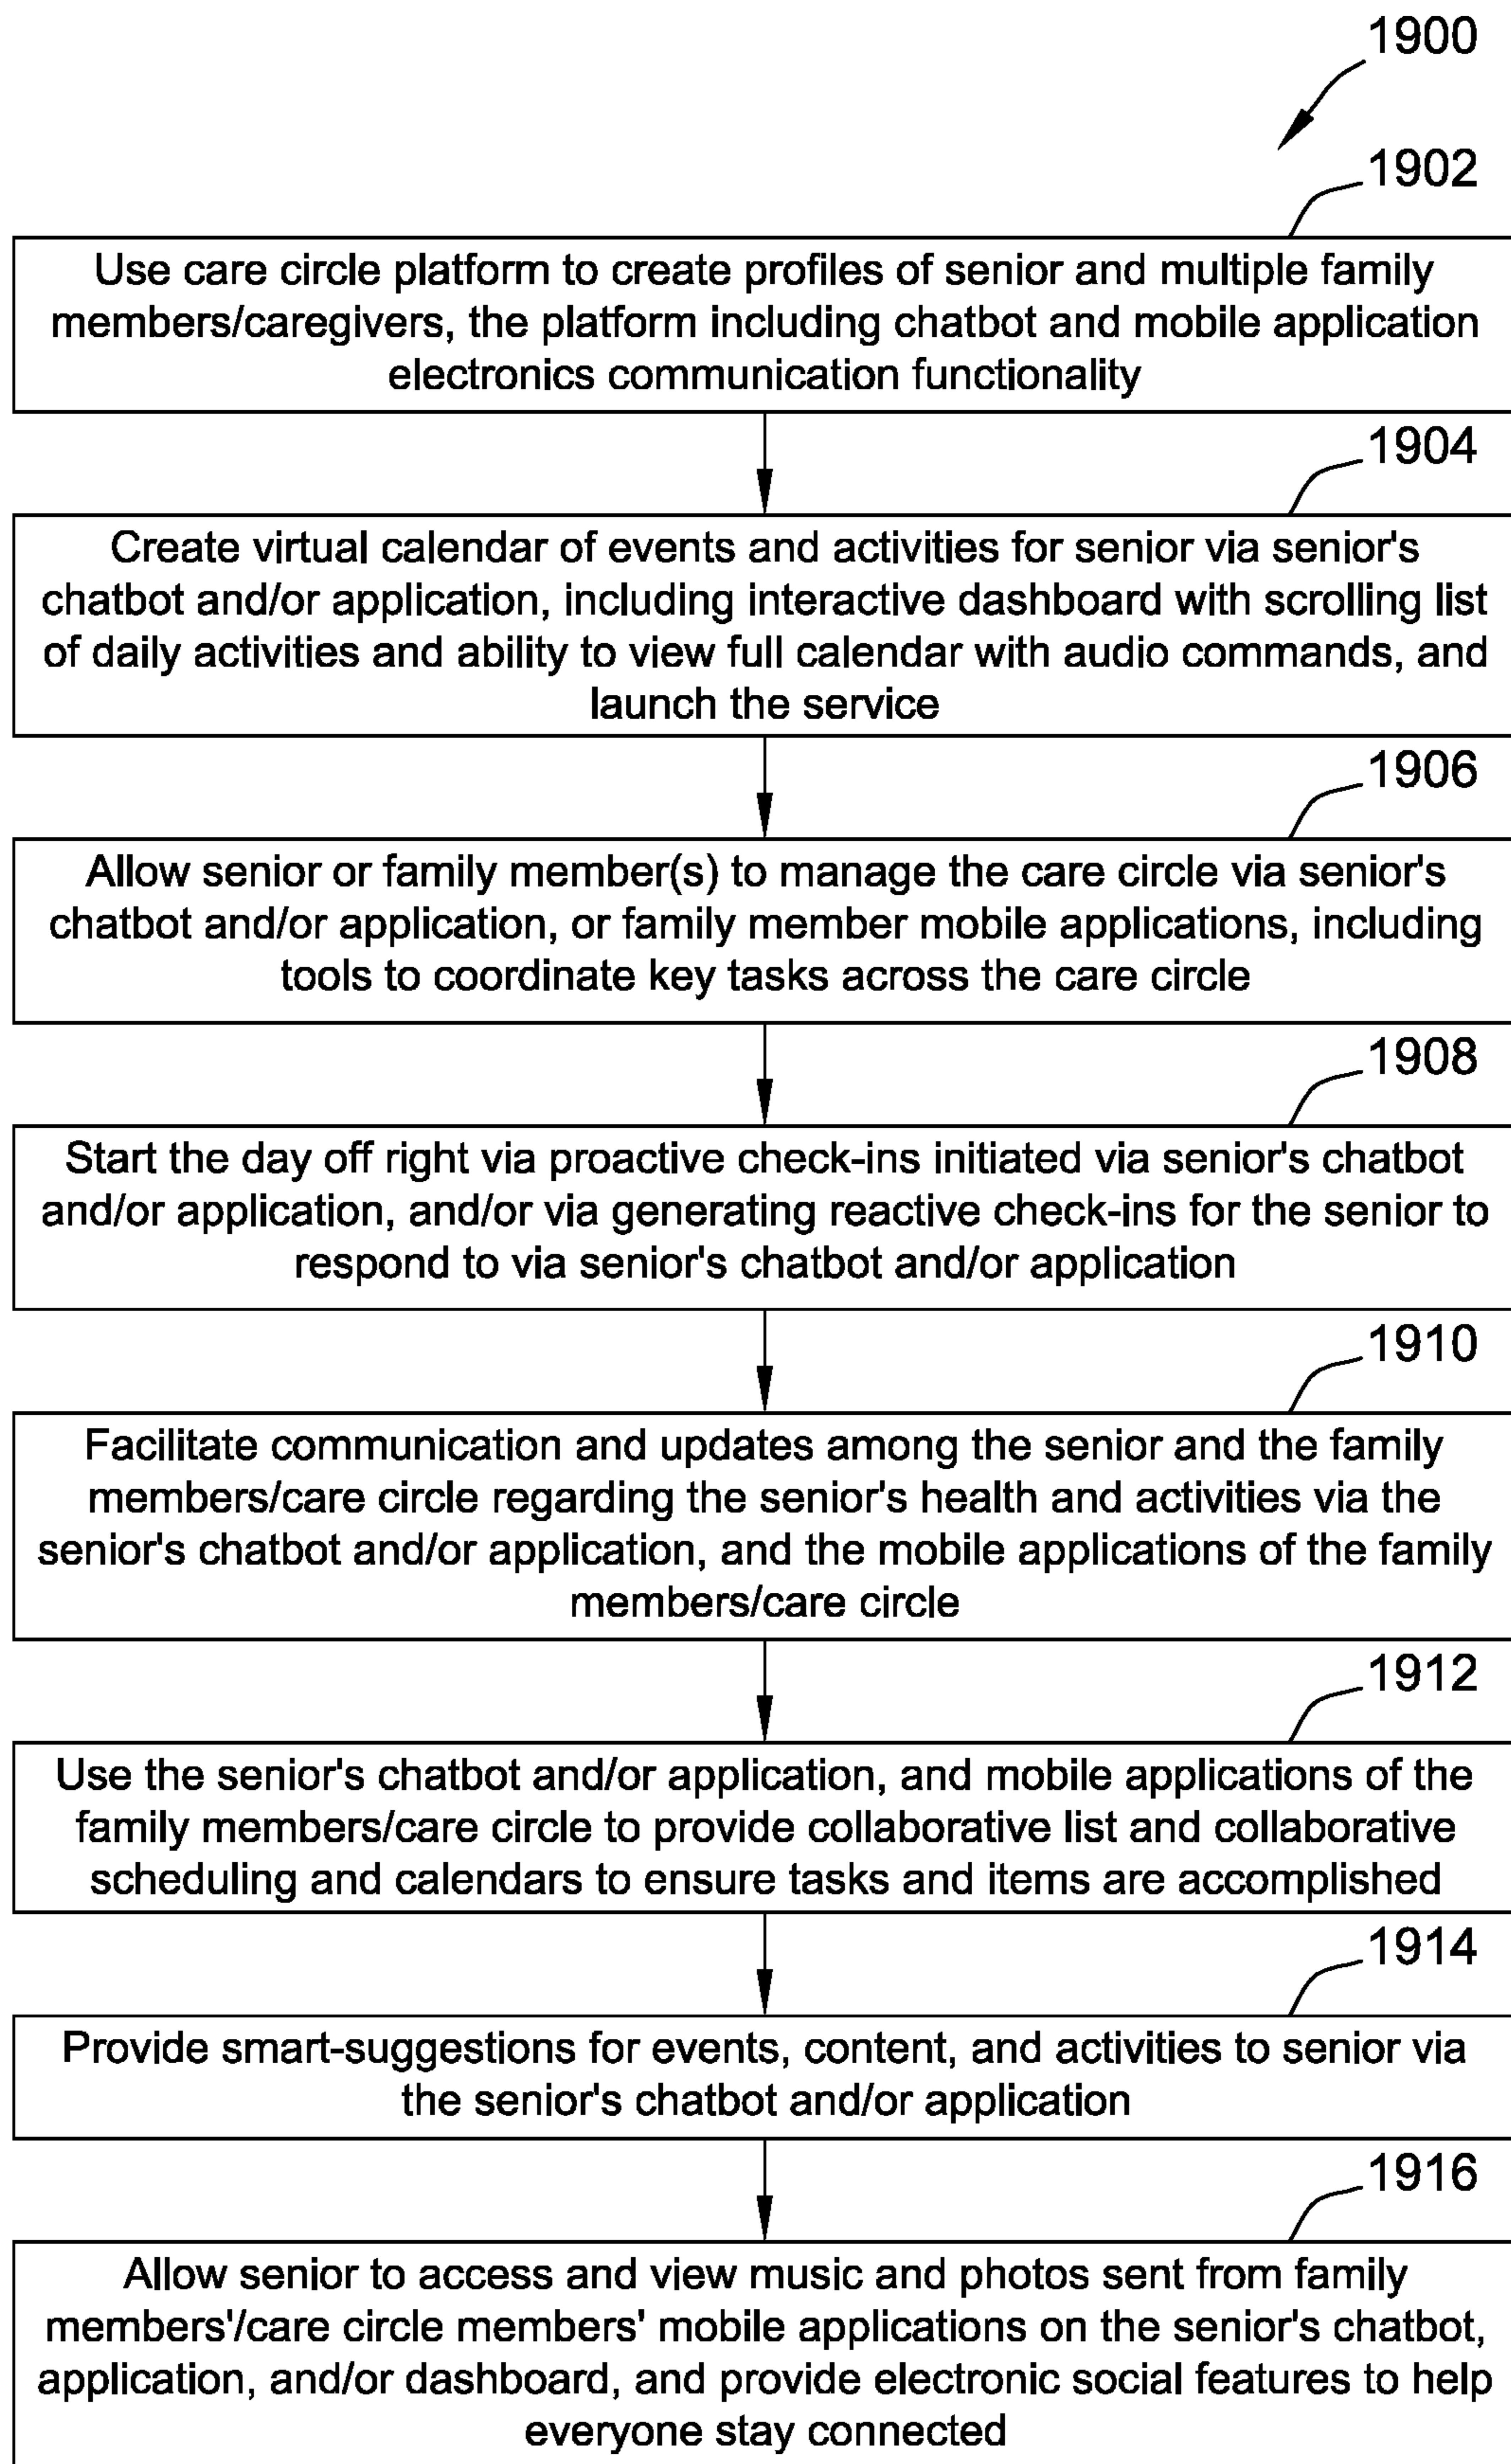 1900
1902
Use care circle platform to create profiles of senior and multiple family
members/caregivers, the platform including chatbot and mobile application
electronics communication functionality
1904
Create virtual calendar of events and activities for senior via senior's
chatbot and/or application, including interactive dashboard with scrolling list
of daily activities and ability to view full calendar with audio commands, and
launch the service
1906
Allow senior or family member(s) to manage the care circle via senior's
chatbot and/or application, or family member mobile applications, including
tools to coordinate key tasks across the care circle
1908
Start the day off right via proactive check-ins initiated via senior's chatbot
and/or application, and/or via generating reactive check-ins for the senior to
respond to via senior's chatbot and/or application
1910
Facilitate communication and updates among the senior and the family
members/care circle regarding the senior's health and activities via the
senior's chatbot and/or application, and the mobile applications of the family
members/care circle
1912
Use the senior's chatbot and/or application, and mobile applications of the
family members/care circle to provide collaborative list and collaborative
scheduling and calendars to ensure tasks and items are accomplished
1914
Provide smart-suggestions for events, content, and activities to senior via
the senior's chatbot and/or application
1916
Allow senior to access and view music and photos sent from family
members'/care circle members' mobile applications on the senior's chatbot,
application, and/or dashboard, and provide electronic social features to help
everyone stay connected